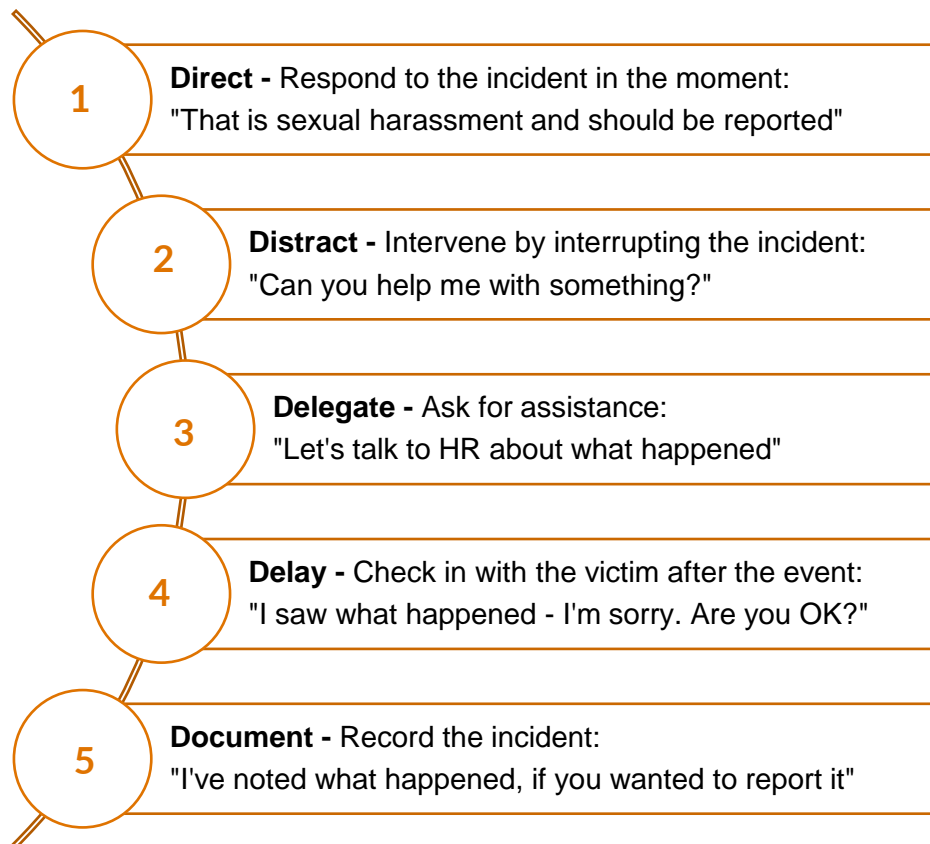 1
Direct - Respond to the incident in the moment:
"That is sexual harassment and should be reported"
2
Distract - Intervene by interrupting the incident:
"Can you help me with something?"
3
Delegate - Ask for assistance:
"Let's talk to HR about what happened"
4
Delay - Check in with the victim after the event:
"I saw what happened - I'm sorry. Are you OK?"
5
Document - Record the incident:
"I've noted what happened, if you wanted to report it"